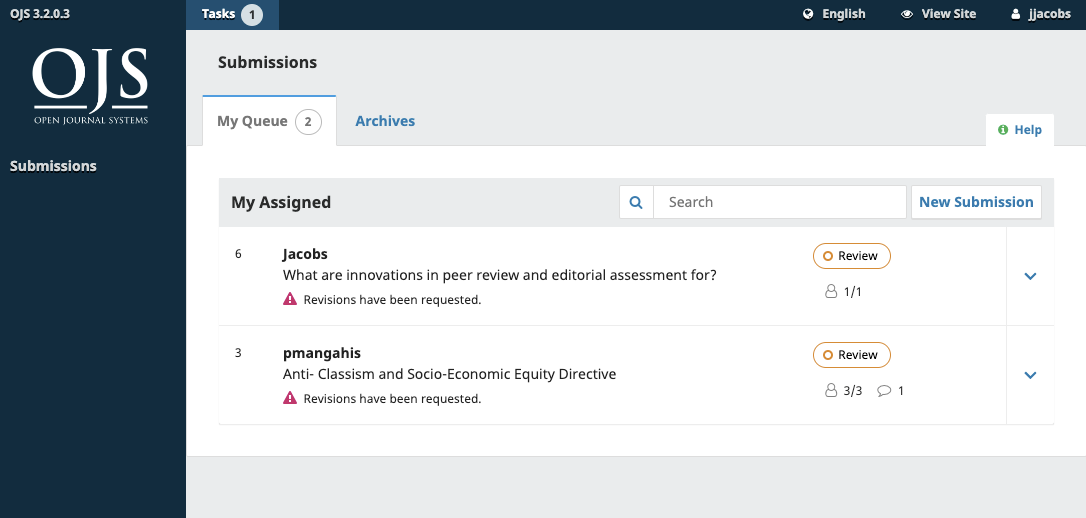 OJS 3.2.0.3
Tasks 1
English
View Site
jjacobs
OJS
OPEN JOURNAL SYSTEMS
Submissions
Submissions
My Queue 2
Archives
Help
My Assigned
Search
New Submission
6
Jacobs
What are innovations in peer review and editorial assessment for?
Revisions have been requested.
Review
1/1
3
pmangahis
Anti- Classism and Socio-Economic Equity Directive
Revisions have been requested.
Review
3/3
1